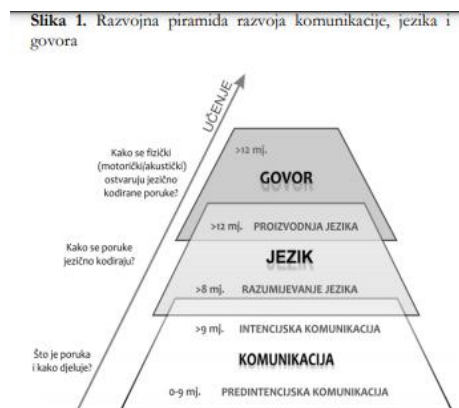 Slika 1. Razvojna piramida razvoja komunikacije, jezika i
govora
UČENJE
Kako se fizički
(motorički/akustički)
ostvaruju jezično
kodirane poruke?
>12 mj.
GOVOR
>12 mj. PROIZVODNJA JEZIKA
Kako se poruke
jezično kodiraju?
JEZIK
>8 mj. RAZUMIJEVANJE JEZIKA
>9 mj. INTENCIJSKA KOMUNIKACIJA
Što je poruka
i kako djeluje?
KOMUNIKACIJA
0-9 mj. PREDINTENCIJSKA KOMUNIKACIJA